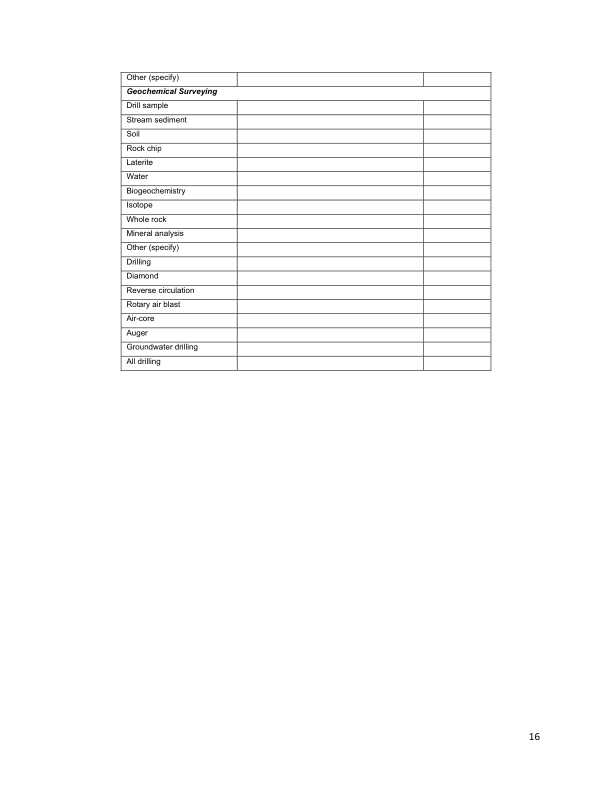 Other (specify)
Geochemical Surveying
Drill sample
Stream sediment
Soil
Rock chip
Laterite
Water
Biogeochemistry
Isotope
Whole rock
Mineral analysis
Other (specify)
Drilling
Diamond
Reverse circulation
Rotary air blast
Air-core
Auger
Groundwater drilling
All drilling
16